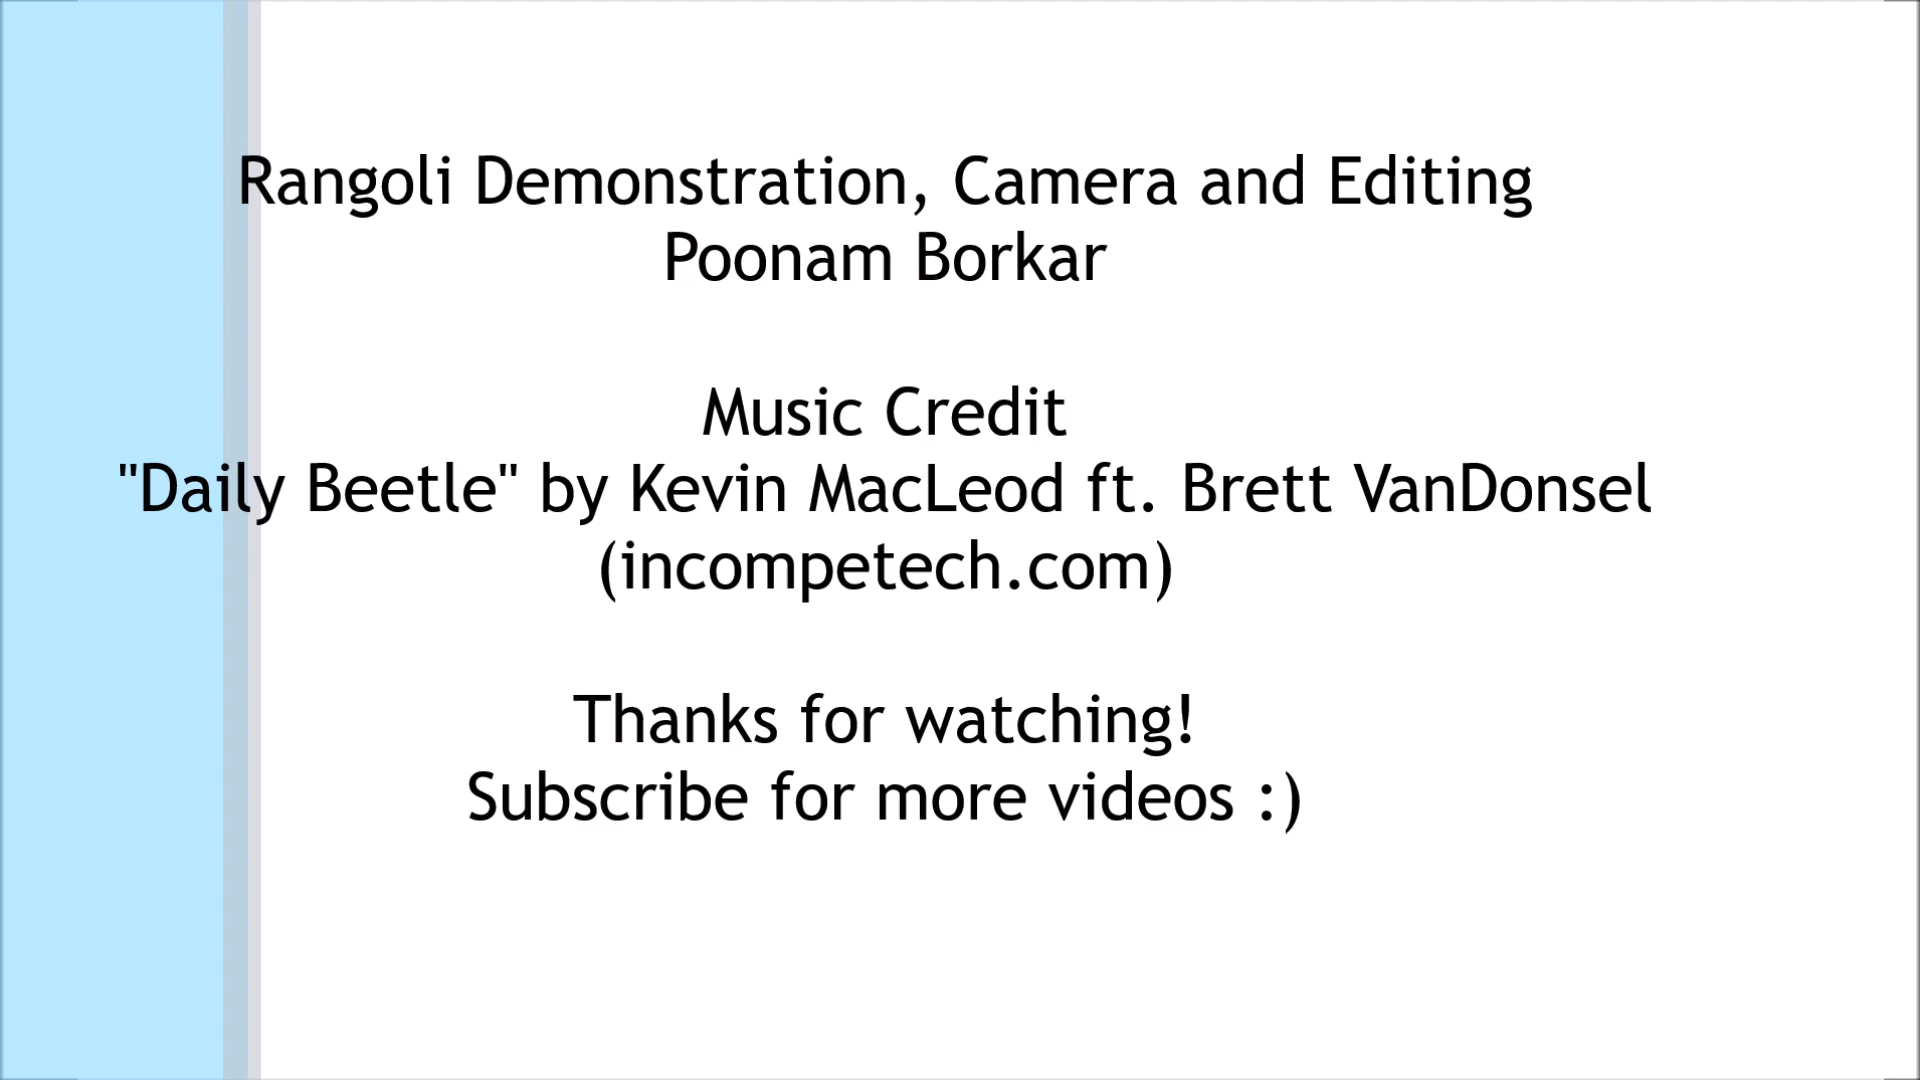 Rangoli Demonstration, Camera and Editing
Poonam Borkar
Music Credit
"Daily Beetle" by Kevin MacLeod ft. Brett VanDonsel
(incompetech.com)
Thanks for watching!
Subscribe for more videos :)